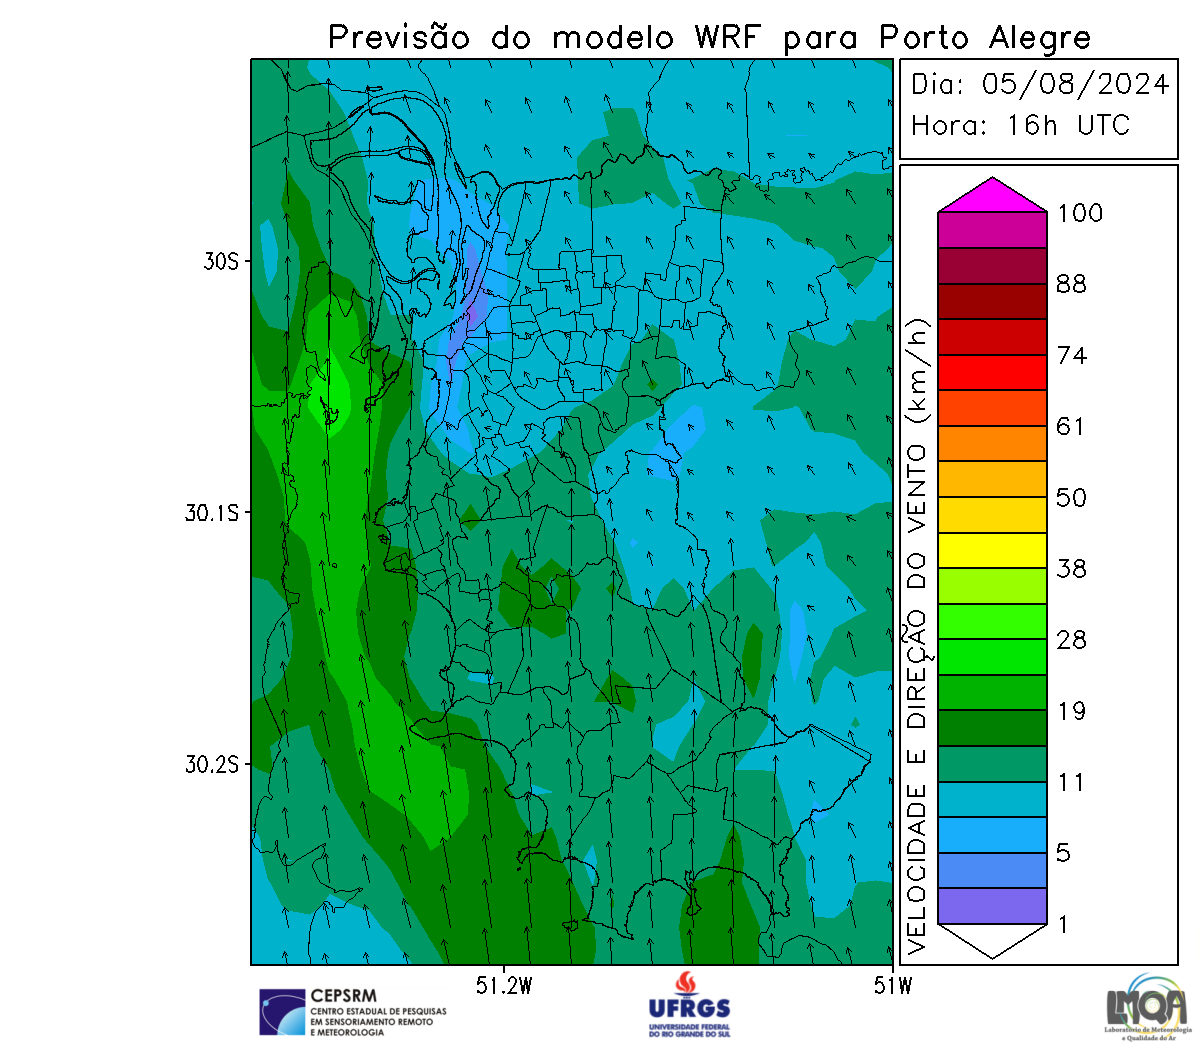 Previsão do modelo WRF para Porto Alegre
Dia: 05/08/2024
Hora: 16h UTC
30S
30.1S
30.2S
51.2W
51W
VELOCIDADE E DIREÇÃO DO VENTO (km/h)
100
88
74
61
50
38
28
19
11
5
1
CEPSRM
CENTRO ESTADUAL DE PESQUISAS
EM SENSORIAMENTO REMOTO
E METEOROLOGIA
UFRGS
UNIVERSIDADE FEDERAL
DO RIO GRANDE DO SUL
LMQA
Laboratório de Meteorologia
e Qualidade do Ar